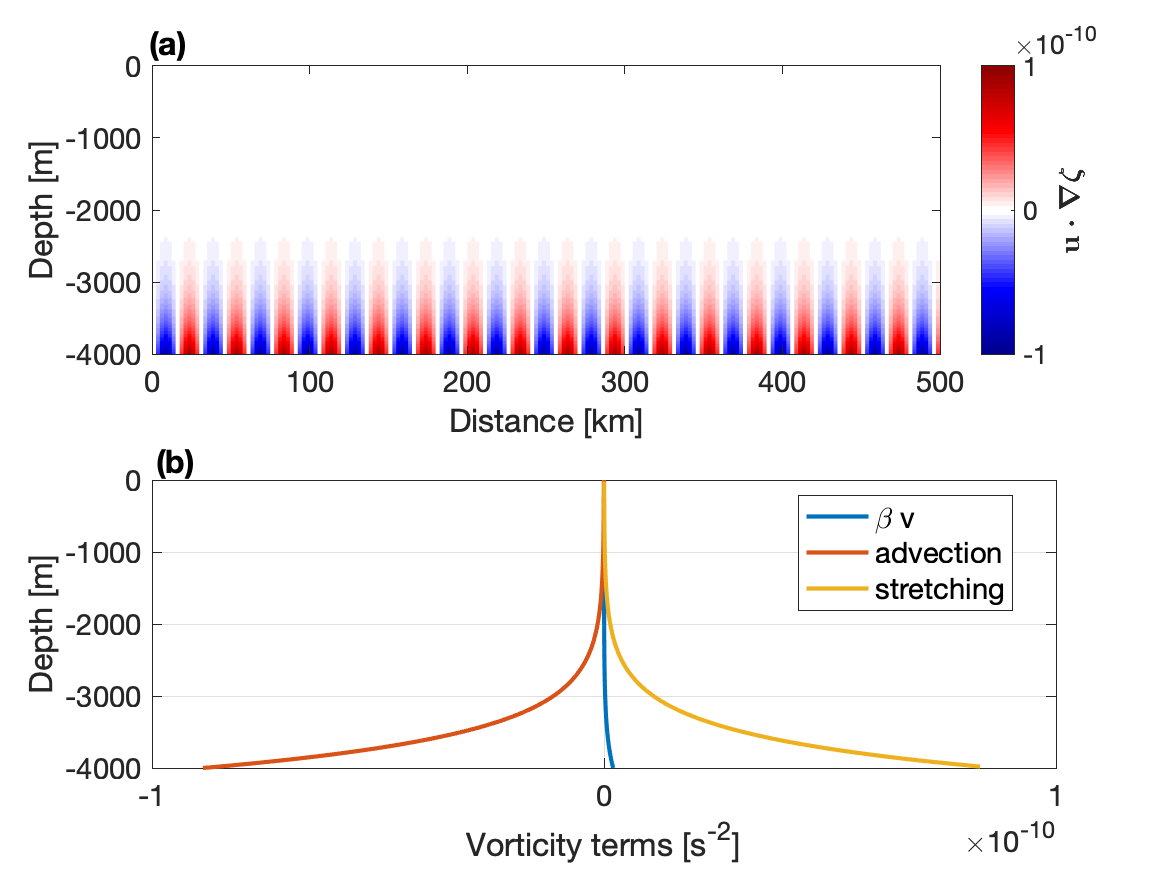 (a)
×10^-10
0
-1000
-2000
-3000
-4000
Depth [m]
0 100 200 300 400 500
Distance [km]
1
0
-1
ζ ∇ · u
(b)
0
-1000
-2000
-3000
-4000
Depth [m]
β v
advection
stretching
-1 0 1
×10^-10
Vorticity terms [s^-2]